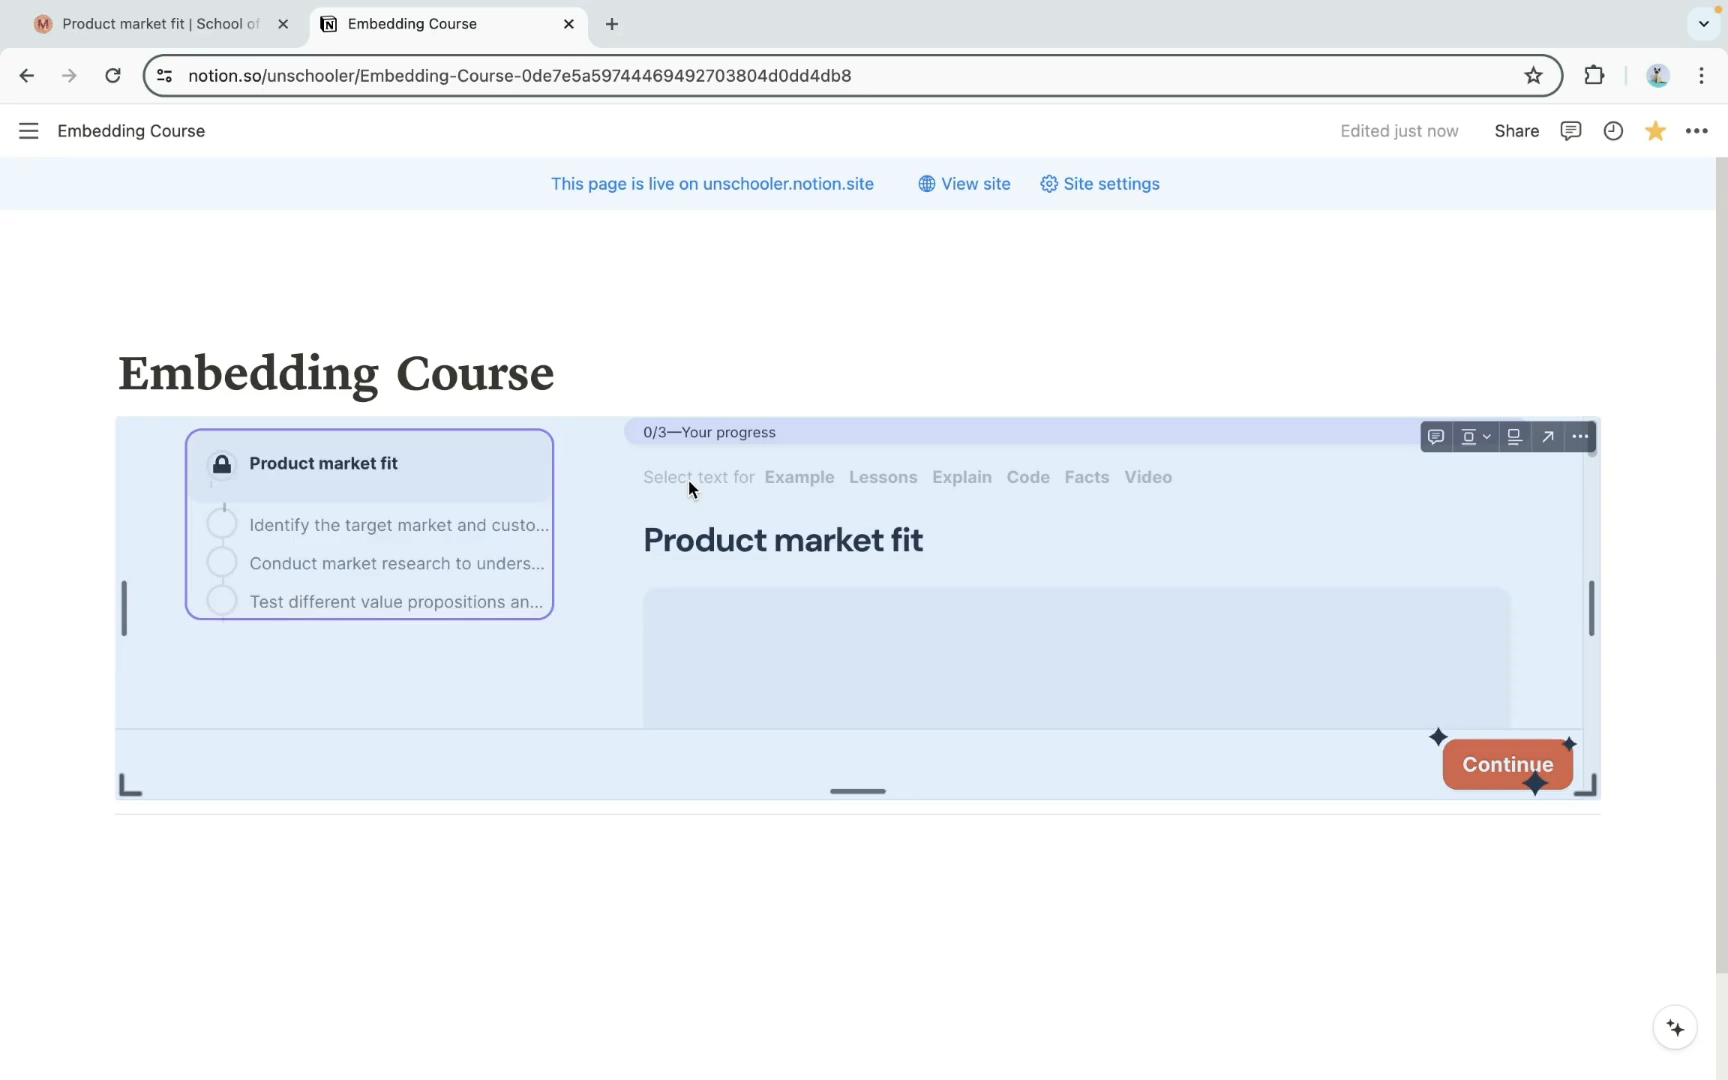 Product market fit | School of
Embedding Course
notion.so/unschooler/Embedding-Course-0de7e5a59744469492703804d0dd4db8
Embedding Course
Edited just now
Share
This page is live on unschooler.notion.site
View site
Site settings
Embedding Course
Product market fit
Identify the target market and custo...
Conduct market research to unders...
Test different value propositions an...
0/3—Your progress
Select text for Example Lessons Explain Code Facts Video
Product market fit
Continue